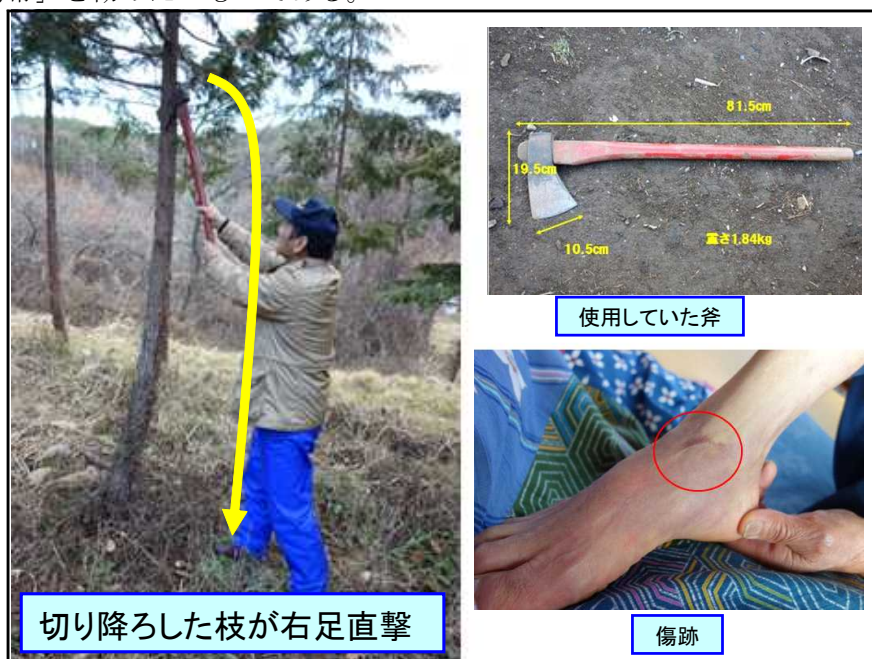 切り降ろした枝が右足直撃
81.5cm
19.5cm
10.5cm
重さ1.84kg
使用していた斧
傷跡